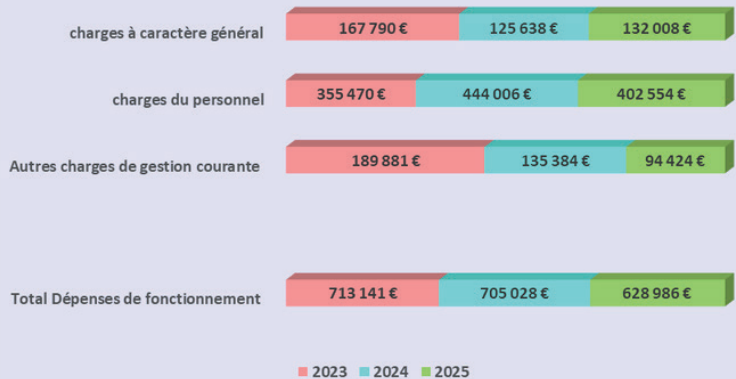 charges à caractère général 167 790 € 125 638 € 132 008 €
charges du personnel 355 470 € 444 006 € 402 554 €
Autres charges de gestion courante 189 881 € 135 384 € 94 424 €
Total Dépenses de fonctionnement 713 141 € 705 028 € 628 986 €
2023 2024 2025